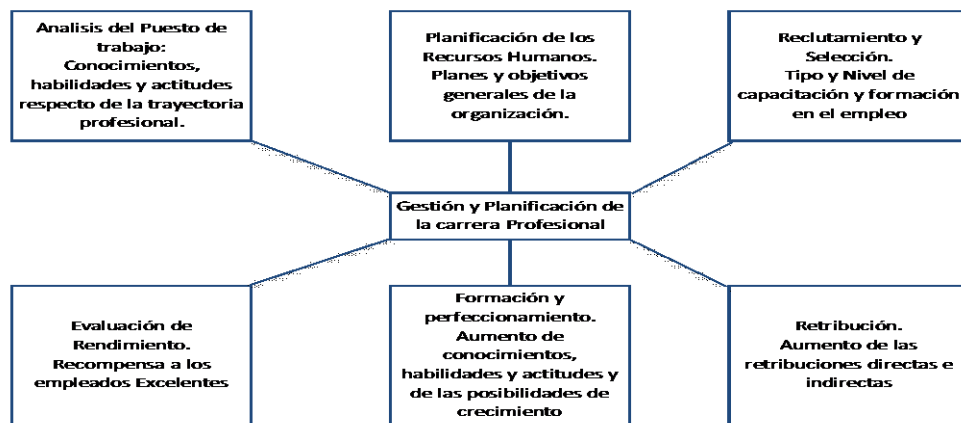 Analisis del Puesto de
trabajo:
Conocimientos,
habilidades y actitudes
respecto de la trayectoria
profesional.
Planificación de los
Recursos Humanos.
Planes y objetivos
generales de la
organización.
Reclutamiento y
Selección.
Tipo y Nivel de
capacitación y formación
en el empleo
Gestión y Planificación de
la carrera Profesional
Evaluación de
Rendimiento.
Recompensa a los
empleados Excelentes
Formación y
perfeccionamiento.
Aumento de
conocimientos,
habilidades y actitudes y
de las posibilidades de
crecimiento
Retribución.
Aumento de las
retribuciones directas e
indirectas